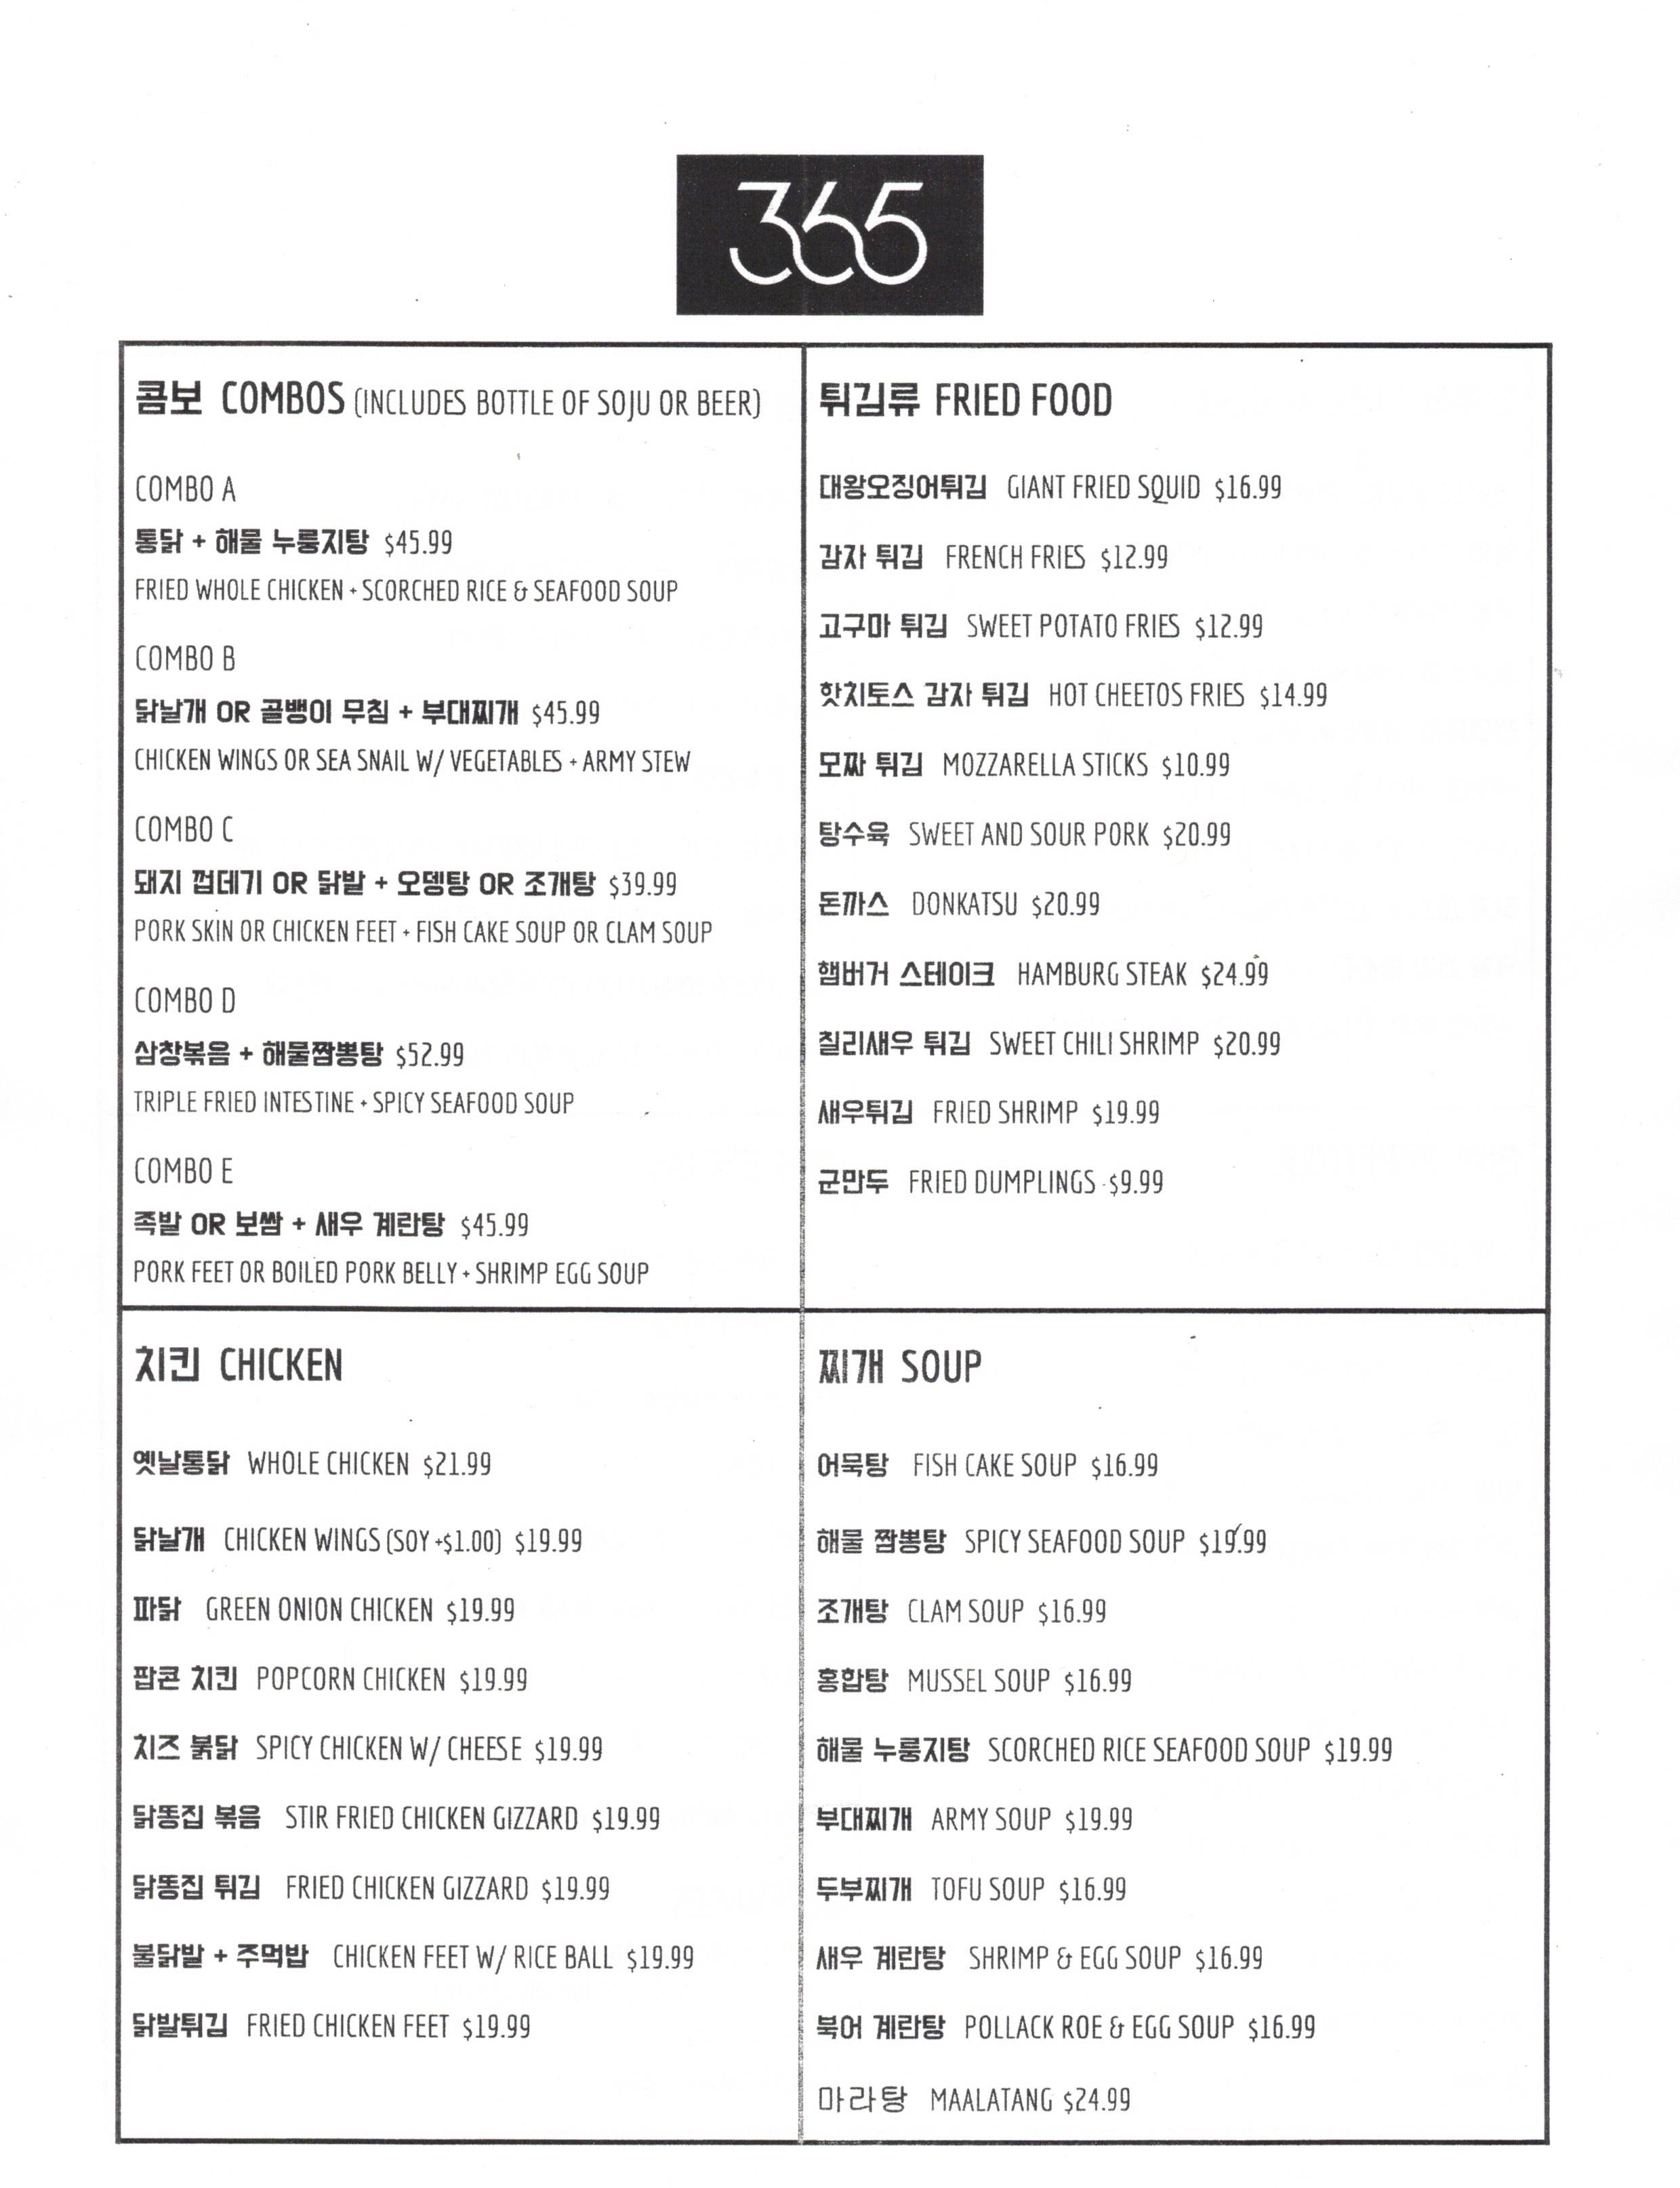 365
콤보 COMBOS (INCLUDES BOTTLE OF SOJU OR BEER)
COMBO A
통닭 + 해물 누룽지탕 $45.99
FRIED WHOLE CHICKEN + SCORCHED RICE & SEAFOOD SOUP
COMBO B
닭날개 OR 골뱅이 무침 + 부대찌개 $45.99
CHICKEN WINGS OR SEA SNAIL W/ VEGETABLES + ARMY STEW
COMBO C
돼지 껍데기 OR 닭발 + 오뎅탕 OR 조개탕 $39.99
PORK SKIN OR CHICKEN FEET + FISH CAKE SOUP OR CLAM SOUP
COMBO D
삼창볶음 + 해물짬뽕탕 $52.99
TRIPLE FRIED INTESTINE + SPICY SEAFOOD SOUP
COMBO E
족발 OR 보쌈 + 새우 계란탕 $45.99
PORK FEET OR BOILED PORK BELLY + SHRIMP EGG SOUP
튀김류 FRIED FOOD
대왕오징어튀김 GIANT FRIED SQUID $16.99
감자 튀김 FRENCH FRIES $12.99
고구마 튀김 SWEET POTATO FRIES $12.99
핫치토스 감자 튀김 HOT CHEETOS FRIES $14.99
모짜 튀김 MOZZARELLA STICKS $10.99
탕수육 SWEET AND SOUR PORK $20.99
돈까스 DONKATSU $20.99
햄버거 스테이크 HAMBURG STEAK $24.99
칠리새우 튀김 SWEET CHILI SHRIMP $20.99
새우튀김 FRIED SHRIMP $19.99
군만두 FRIED DUMPLINGS $9.99
치킨 CHICKEN
옛날통닭 WHOLE CHICKEN $21.99
닭날개 CHICKEN WINGS (SOY +$1.00) $19.99
파닭 GREEN ONION CHICKEN $19.99
팝콘 치킨 POPCORN CHICKEN $19.99
치즈 붉닭 SPICY CHICKEN W/ CHEESE $19.99
닭똥집 볶음 STIR FRIED CHICKEN GIZZARD $19.99
닭똥집 튀김 FRIED CHICKEN GIZZARD $19.99
불닭발 + 주먹밥 CHICKEN FEET W/ RICE BALL $19.99
닭발튀김 FRIED CHICKEN FEET $19.99
찌개 SOUP
어묵탕 FISH CAKE SOUP $16.99
해물 짬뽕탕 SPICY SEAFOOD SOUP $19.99
조개탕 CLAM SOUP $16.99
홍합탕 MUSSEL SOUP $16.99
해물 누룽지탕 SCORCHED RICE SEAFOOD SOUP $19.99
부대찌개 ARMY SOUP $19.99
두부찌개 TOFU SOUP $16.99
새우 계란탕 SHRIMP & EGG SOUP $16.99
북어 계란탕 POLLACK ROE & EGG SOUP $16.99
마라탕 MAALATANG $24.99